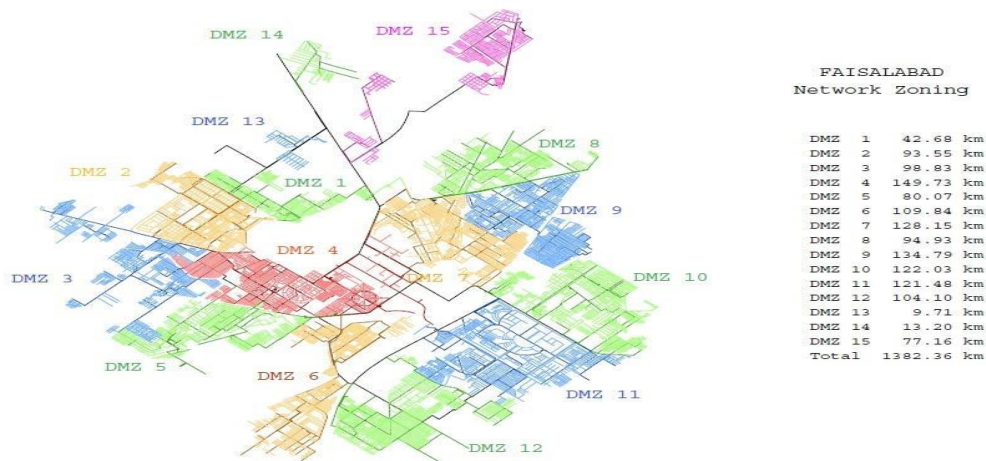 DMZ 14
DMZ 15
DMZ 13
DMZ 8
DMZ 2
DMZ 1
DMZ 9
DMZ 4
DMZ 3
DMZ 7
DMZ 10
DMZ 5
DMZ 6
DMZ 11
DMZ 12
FAISALABAD
Network Zoning
DMZ 1 42.68 km
DMZ 2 93.55 km
DMZ 3 98.83 km
DMZ 4 149.73 km
DMZ 5 80.07 km
DMZ 6 109.84 km
DMZ 7 128.15 km
DMZ 8 94.93 km
DMZ 9 134.79 km
DMZ 10 122.03 km
DMZ 11 121.48 km
DMZ 12 104.10 km
DMZ 13 9.71 km
DMZ 14 13.20 km
DMZ 15 77.16 km
Total 1382.36 km